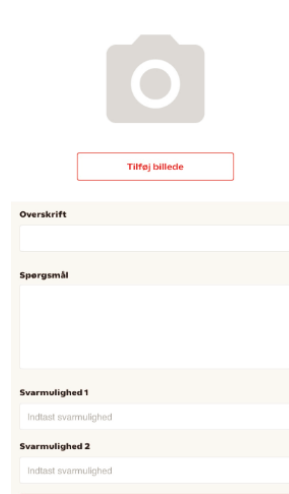 Tilføj billede
Overskrift
Spørgsmål
Svarmulighed 1
Indtast svarmulighed
Svarmulighed 2
Indtast svarmulighed